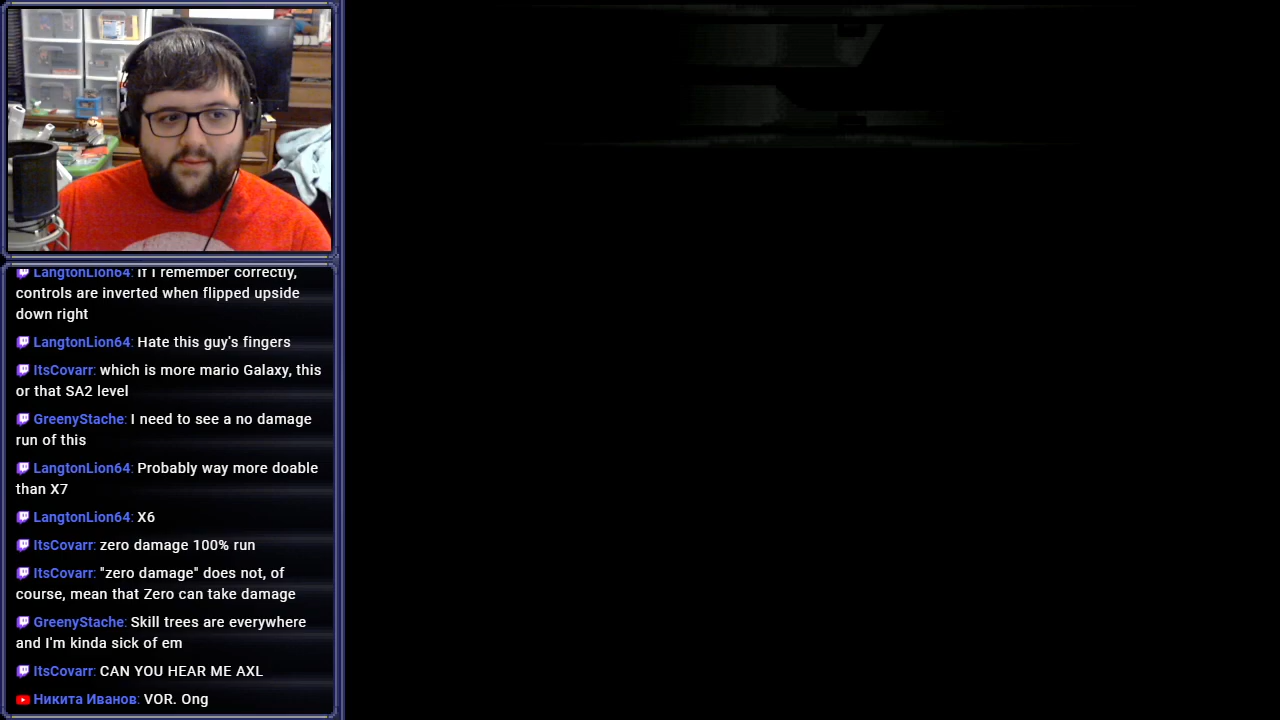 LangtonLion64: If I remember correctly,
controls are inverted when flipped upside
down right
LangtonLion64: Hate this guy's fingers
ItsCovarr: which is more mario Galaxy, this
or that SA2 level
GreenyStache: I need to see a no damage
run of this
LangtonLion64: Probably way more doable
than X7
LangtonLion64: X6
ItsCovarr: zero damage 100% run
ItsCovarr: "zero damage" does not, of
course, mean that Zero can take damage
GreenyStache: Skill trees are everywhere
and I'm kinda sick of em
ItsCovarr: CAN YOU HEAR ME AXL
Никита Иванов: VOR. Ong